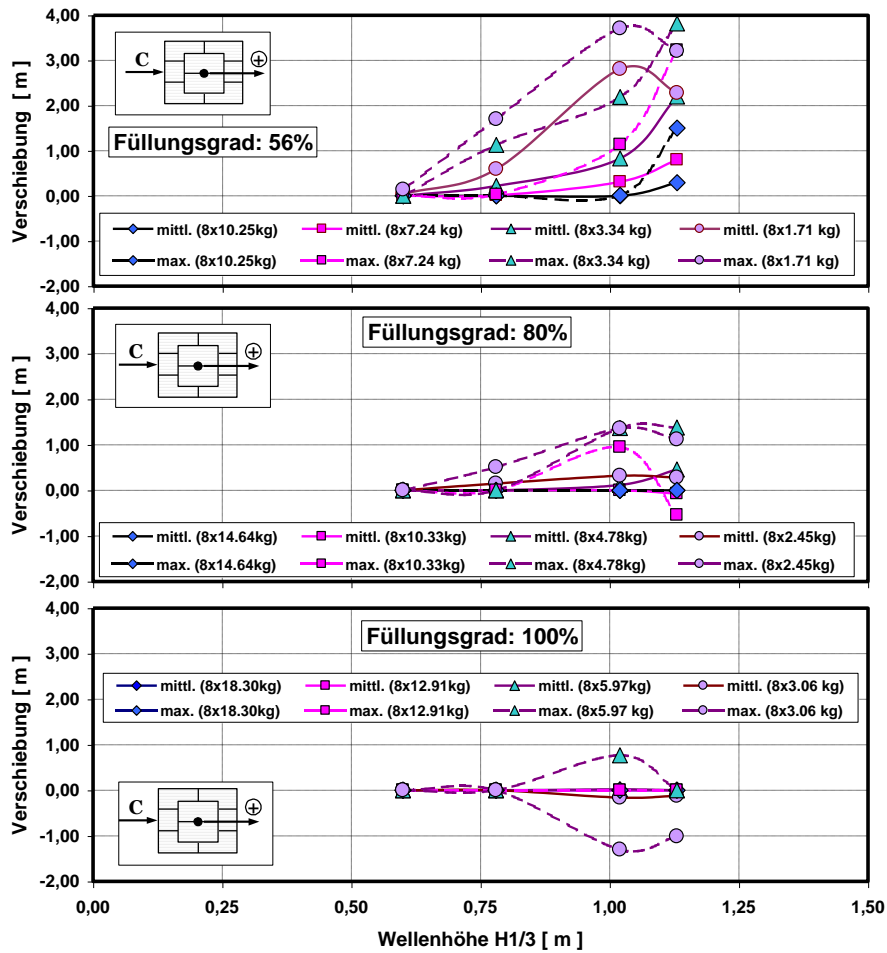 4,00
3,00
2,00
1,00
0,00
-1,00
-2,00
Verschiebung [ m ]
C
+
Füllungsgrad: 56%
mittl. (8x10.25kg) mittl. (8x7.24 kg) mittl. (8x3.34 kg) mittl. (8x1.71 kg)
max. (8x10.25kg) max. (8x7.24 kg) max. (8x3.34 kg) max. (8x1.71 kg)
4,00
3,00
2,00
1,00
0,00
-1,00
-2,00
Verschiebung [ m ]
C
+
Füllungsgrad: 80%
mittl. (8x14.64kg) mittl. (8x10.33kg) mittl. (8x4.78kg) mittl. (8x2.45kg)
max. (8x14.64kg) max. (8x10.33kg) max. (8x4.78kg) max. (8x2.45kg)
4,00
3,00
2,00
1,00
0,00
-1,00
-2,00
Verschiebung [ m ]
Füllungsgrad: 100%
mittl. (8x18.30kg) mittl. (8x12.91kg) mittl. (8x5.97kg) mittl. (8x3.06 kg)
max. (8x18.30kg) max. (8x12.91kg) max. (8x5.97 kg) max. (8x3.06 kg)
C
+
0,00 0,25 0,50 0,75 1,00 1,25 1,50
Wellenhöhe H1/3 [ m ]